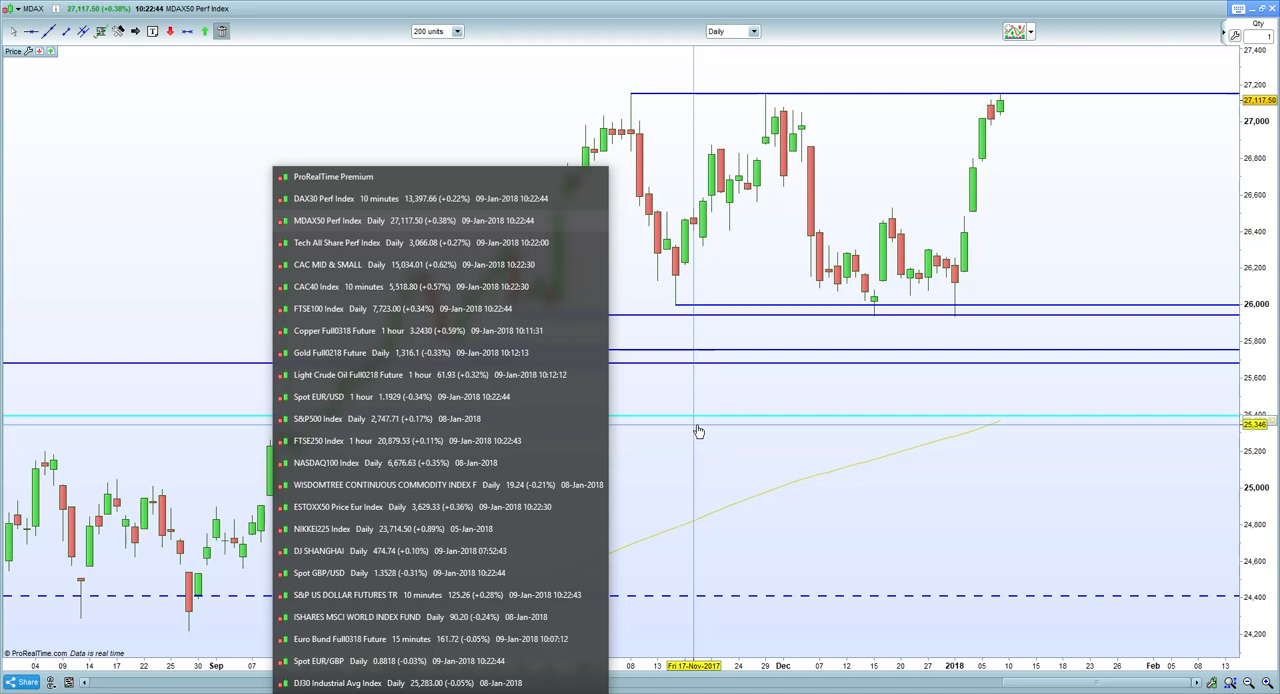 MDAX 27,117.50 (+0.38%) 10:22:44 MDAX50 Perf Index
200 units
Daily
Qty
1
Price
27,400
27,200
27,117.50
27,000
26,800
26,600
26,400
26,200
26,000
25,800
25,600
25,400
25,346
25,200
25,000
24,800
24,600
24,400
24,200
ProRealTime Premium
DAX30 Perf Index 10 minutes 13,397.66 (+0.22%) 09-Jan-2018 10:22:44
MDAX50 Perf Index Daily 27,117.50 (+0.38%) 09-Jan-2018 10:22:44
Tech All Share Perf Index Daily 3,066.08 (+0.27%) 09-Jan-2018 10:22:00
CAC MID & SMALL Daily 15,034.01 (+0.62%) 09-Jan-2018 10:22:30
CAC40 Index 10 minutes 5,518.80 (+0.57%) 09-Jan-2018 10:22:30
FTSE100 Index Daily 7,723.00 (+0.34%) 09-Jan-2018 10:22:44
Copper Full0318 Future 1 hour 3.2430 (+0.59%) 09-Jan-2018 10:11:31
Gold Full0218 Future Daily 1,316.1 (-0.33%) 09-Jan-2018 10:12:13
Light Crude Oil Full0218 Future 1 hour 61.93 (+0.32%) 09-Jan-2018 10:12:12
Spot EUR/USD 1 hour 1.1929 (-0.34%) 09-Jan-2018 10:22:44
S&P500 Index Daily 2,747.71 (+0.17%) 08-Jan-2018
FTSE250 Index 1 hour 20,879.53 (+0.11%) 09-Jan-2018 10:22:43
NASDAQ100 Index Daily 6,676.63 (+0.35%) 08-Jan-2018
WISDOMTREE CONTINUOUS COMMODITY INDEX F Daily 19.24 (-0.21%) 08-Jan-2018
ESTOXX50 Price Eur Index Daily 3,629.33 (+0.36%) 09-Jan-2018 10:22:30
NIKKEI225 Index Daily 23,714.50 (+0.89%) 05-Jan-2018
DJ SHANGHAI Daily 474.74 (+0.10%) 09-Jan-2018 07:52:43
Spot GBP/USD Daily 1.3528 (-0.31%) 09-Jan-2018 10:22:44
S&P US DOLLAR FUTURES TR 10 minutes 125.26 (+0.28%) 09-Jan-2018 10:22:43
ISHARES MSCI WORLD INDEX FUND Daily 90.20 (-0.24%) 08-Jan-2018
Euro Bund Full0318 Future 15 minutes 161.72 (-0.05%) 09-Jan-2018 10:07:12
Spot EUR/GBP Daily 0.8818 (-0.03%) 09-Jan-2018 10:22:44
DJ30 Industrial Avg Index Daily 25,283.00 (-0.05%) 08-Jan-2018
© ProRealTime.com Data is real time
04 09 14 17 22 25 30 Sep 07 08 13 Fri 17-Nov-2017 24 29 Dec 07 12 15 20 27 2018 05 10 15 18 23 26 Feb 05 08 13
Share